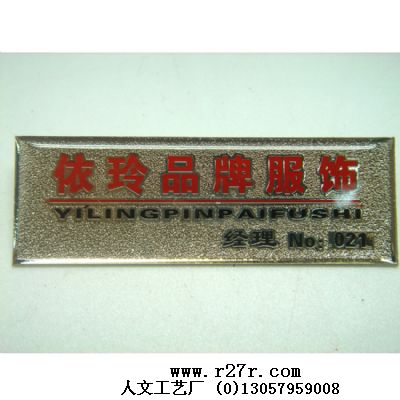 依玲品牌服饰
YILINGPINPAIFUSHI
经理 No: 021
www.r27r.com
人文工艺厂 (0)13057959008